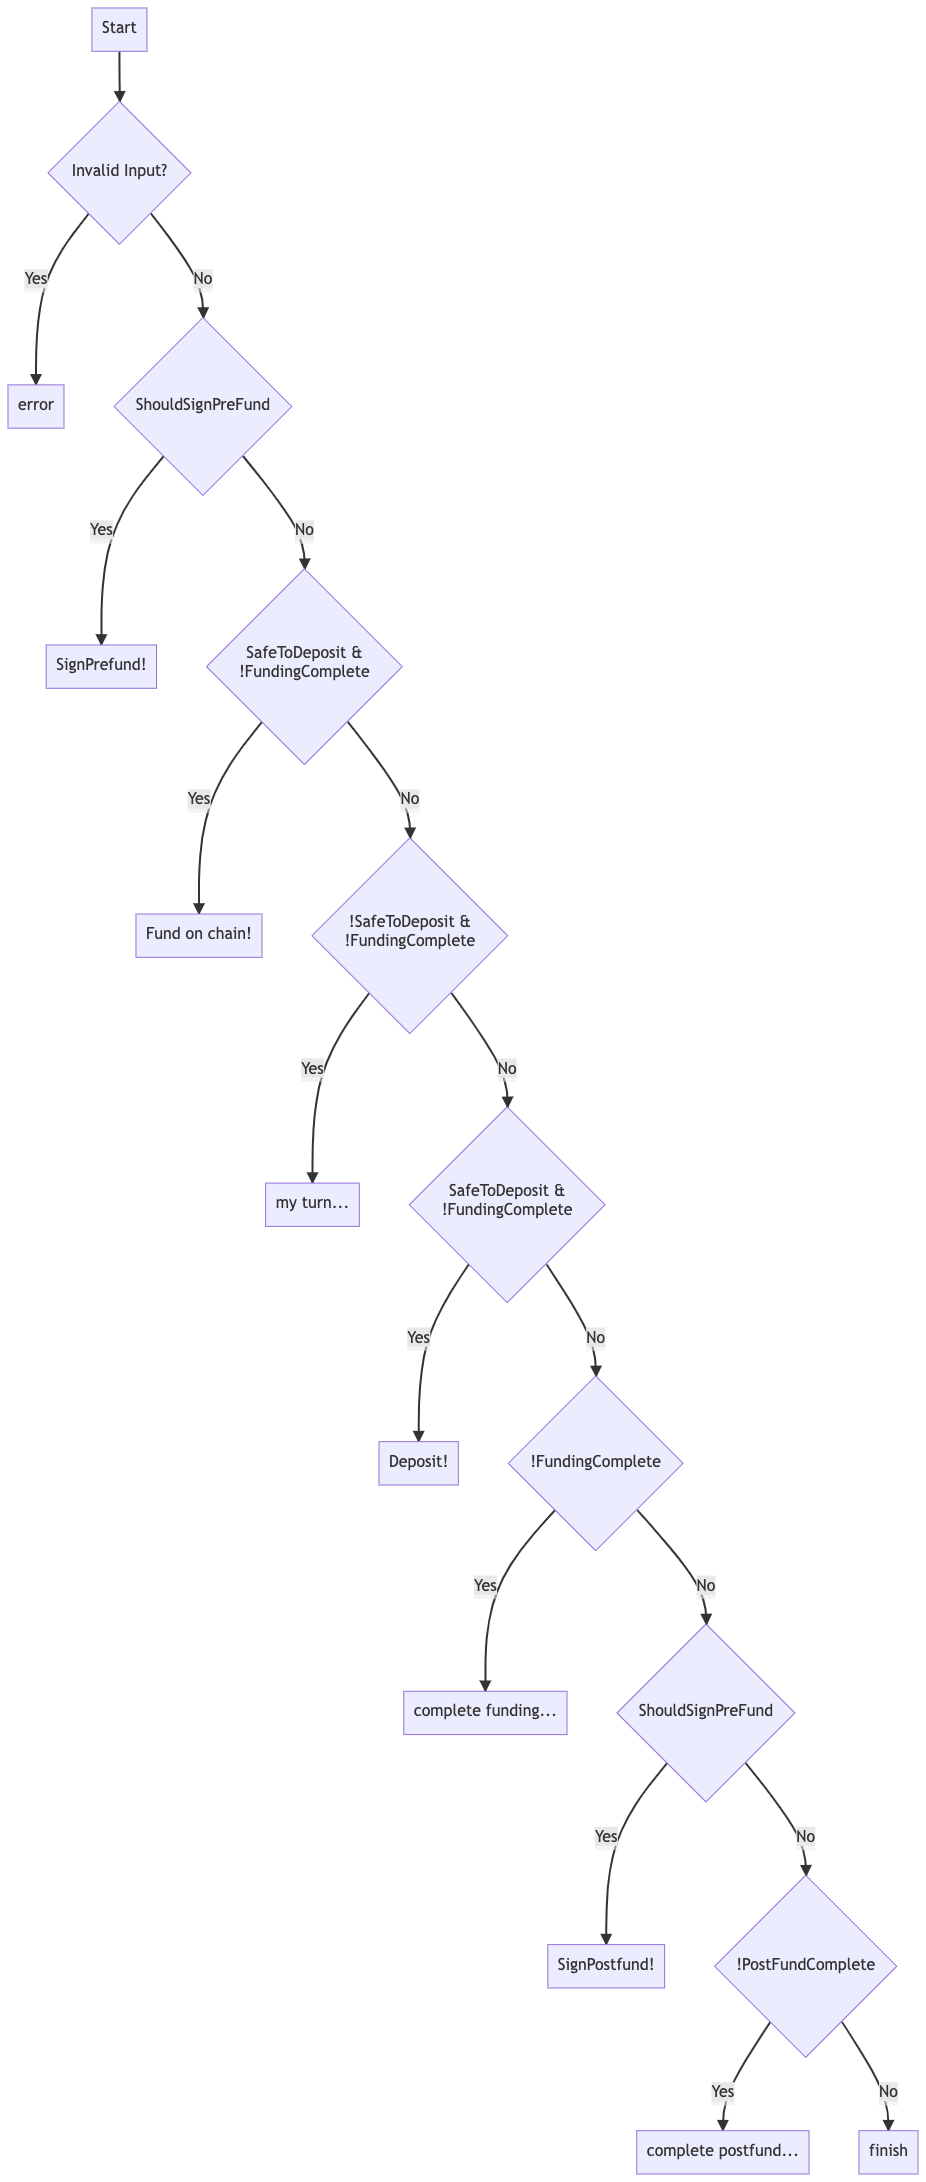 Start
Invalid Input?
Yes
No
error
ShouldSignPreFund
Yes
No
SignPrefund!
SafeToDeposit &
!FundingComplete
Yes
No
Fund on chain!
!SafeToDeposit &
!FundingComplete
Yes
No
my turn...
SafeToDeposit &
!FundingComplete
Yes
No
Deposit!
!FundingComplete
Yes
No
complete funding...
ShouldSignPreFund
Yes
No
SignPostfund!
!PostFundComplete
Yes
No
complete postfund...
finish